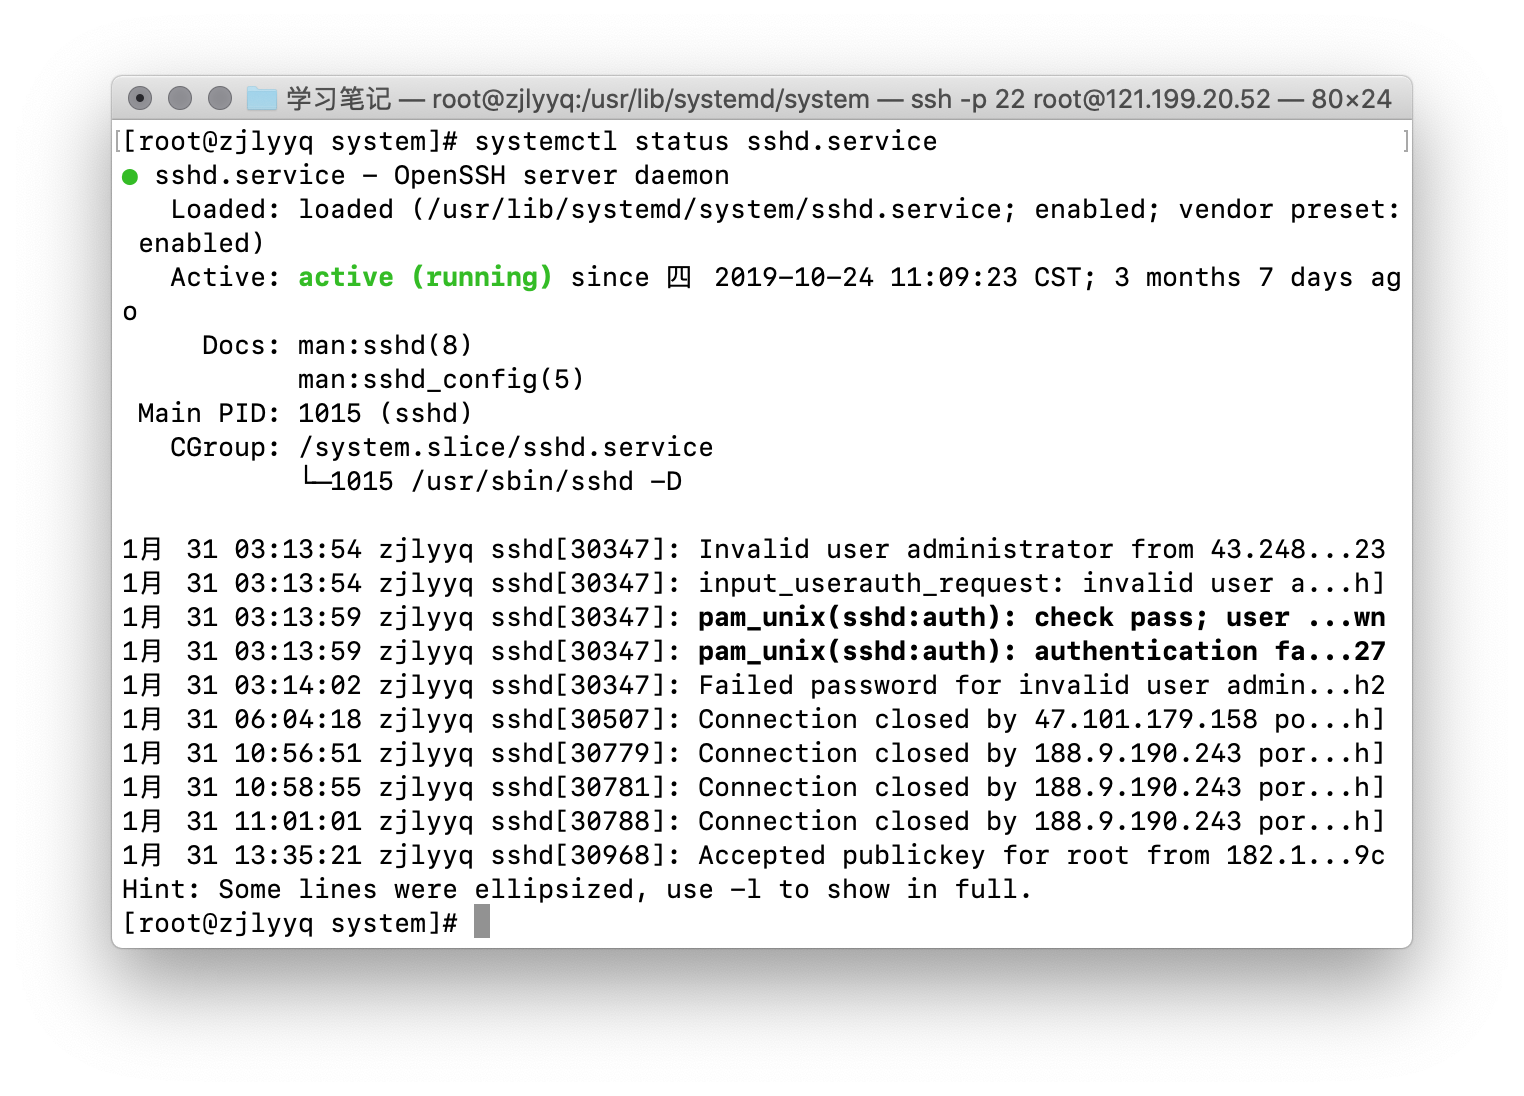 学习笔记 — root@zjlyyq:/usr/lib/systemd/system — ssh -p 22 root@121.199.20.52 — 80×24
[root@zjlyyq system]# systemctl status sshd.service
● sshd.service - OpenSSH server daemon
   Loaded: loaded (/usr/lib/systemd/system/sshd.service; enabled; vendor preset:
 enabled)
   Active: active (running) since 四 2019-10-24 11:09:23 CST; 3 months 7 days ag
o
     Docs: man:sshd(8)
           man:sshd_config(5)
 Main PID: 1015 (sshd)
   CGroup: /system.slice/sshd.service
           └─1015 /usr/sbin/sshd -D
1月 31 03:13:54 zjlyyq sshd[30347]: Invalid user administrator from 43.248...23
1月 31 03:13:54 zjlyyq sshd[30347]: input_userauth_request: invalid user a...h]
1月 31 03:13:59 zjlyyq sshd[30347]: pam_unix(sshd:auth): check pass; user ...wn
1月 31 03:13:59 zjlyyq sshd[30347]: pam_unix(sshd:auth): authentication fa...27
1月 31 03:14:02 zjlyyq sshd[30347]: Failed password for invalid user admin...h2
1月 31 06:04:18 zjlyyq sshd[30507]: Connection closed by 47.101.179.158 po...h]
1月 31 10:56:51 zjlyyq sshd[30779]: Connection closed by 188.9.190.243 por...h]
1月 31 10:58:55 zjlyyq sshd[30781]: Connection closed by 188.9.190.243 por...h]
1月 31 11:01:01 zjlyyq sshd[30788]: Connection closed by 188.9.190.243 por...h]
1月 31 13:35:21 zjlyyq sshd[30968]: Accepted publickey for root from 182.1...9c
Hint: Some lines were ellipsized, use -l to show in full.
[root@zjlyyq system]#